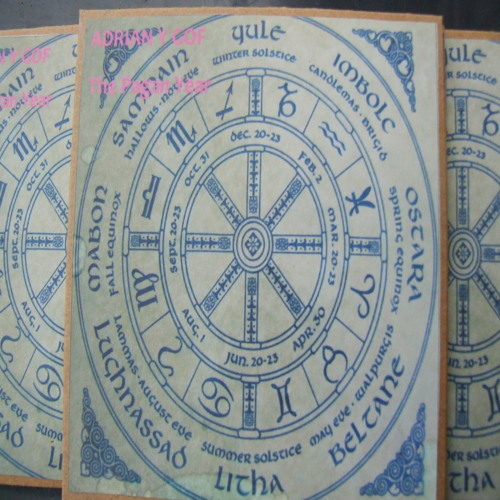 ADRIAN Y GOF
The Pagan Year
YULE
WINTER SOLSTICE
IMBOLC
CANDLEMAS · BRIGID
OSTARA
SPRING EQUINOX
BELTANE
MAY EVE · WALPURGIS
LITHA
SUMMER SOLSTICE
LUGHNASSAD
LAMMAS · AUGUST EVE
MABON
FALL EQUINOX
SAMHAIN
HALLOWS · NOV. EVE
DEC. 20-23
FEB. 2
MAR. 20-23
APR. 30
JUN. 20-23
AUG. 1
SEPT. 20-23
OCT. 31